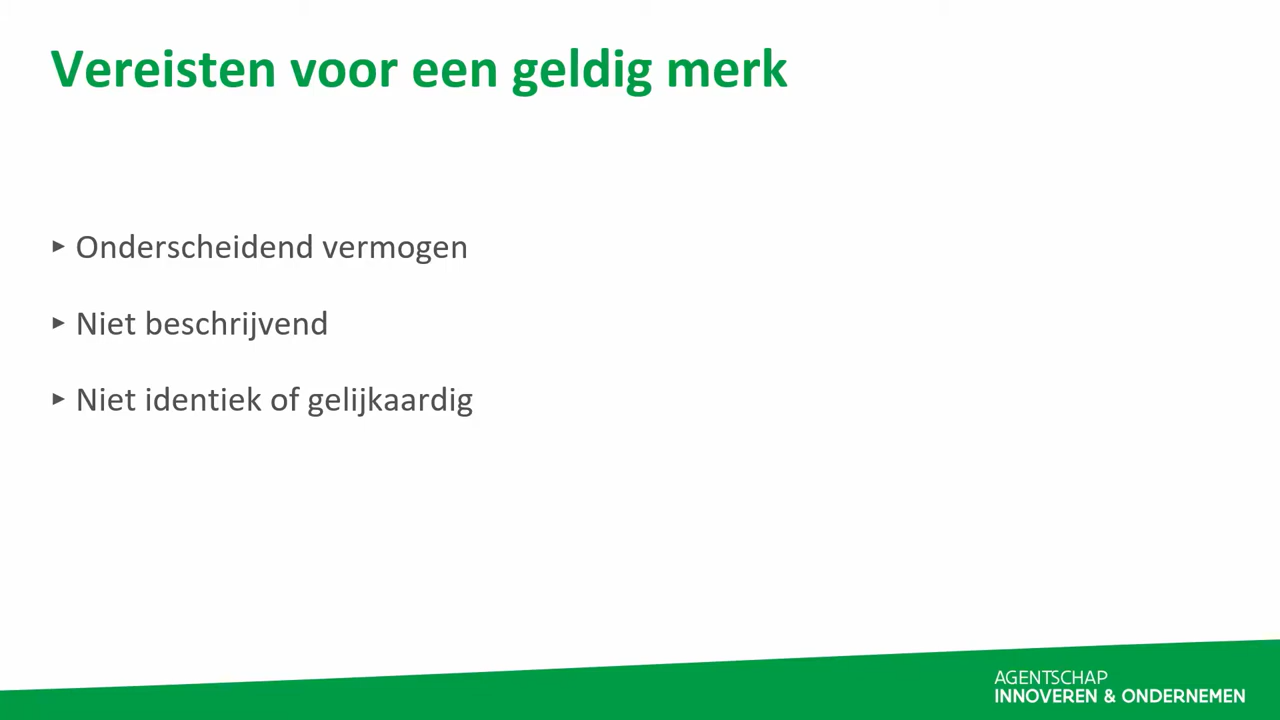 Vereisten voor een geldig merk
▸ Onderscheidend vermogen
▸ Niet beschrijvend
▸ Niet identiek of gelijkaardig
AGENTSCHAP
INNOVEREN & ONDERNEMEN